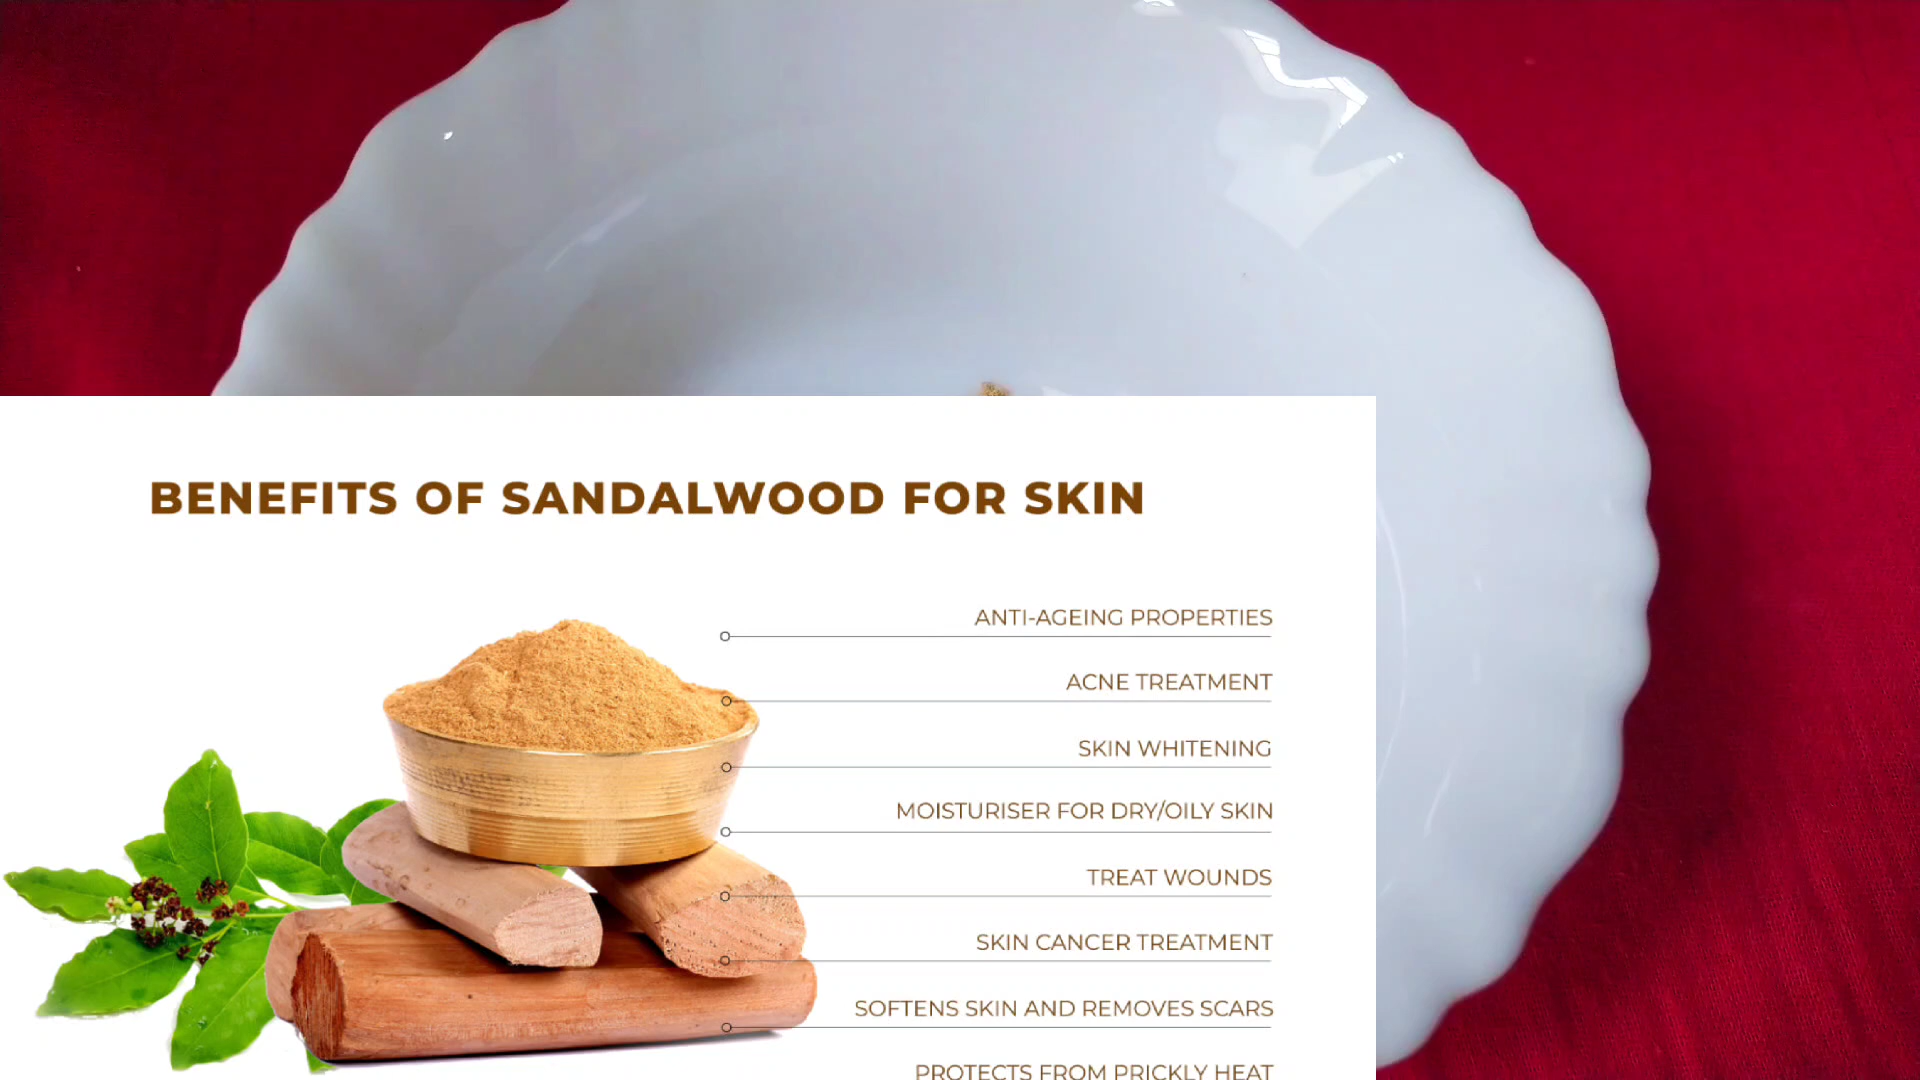 BENEFITS OF SANDALWOOD FOR SKIN
ANTI-AGEING PROPERTIES
ACNE TREATMENT
SKIN WHITENING
MOISTURISER FOR DRY/OILY SKIN
TREAT WOUNDS
SKIN CANCER TREATMENT
SOFTENS SKIN AND REMOVES SCARS
PROTECTS FROM PRICKLY HEAT